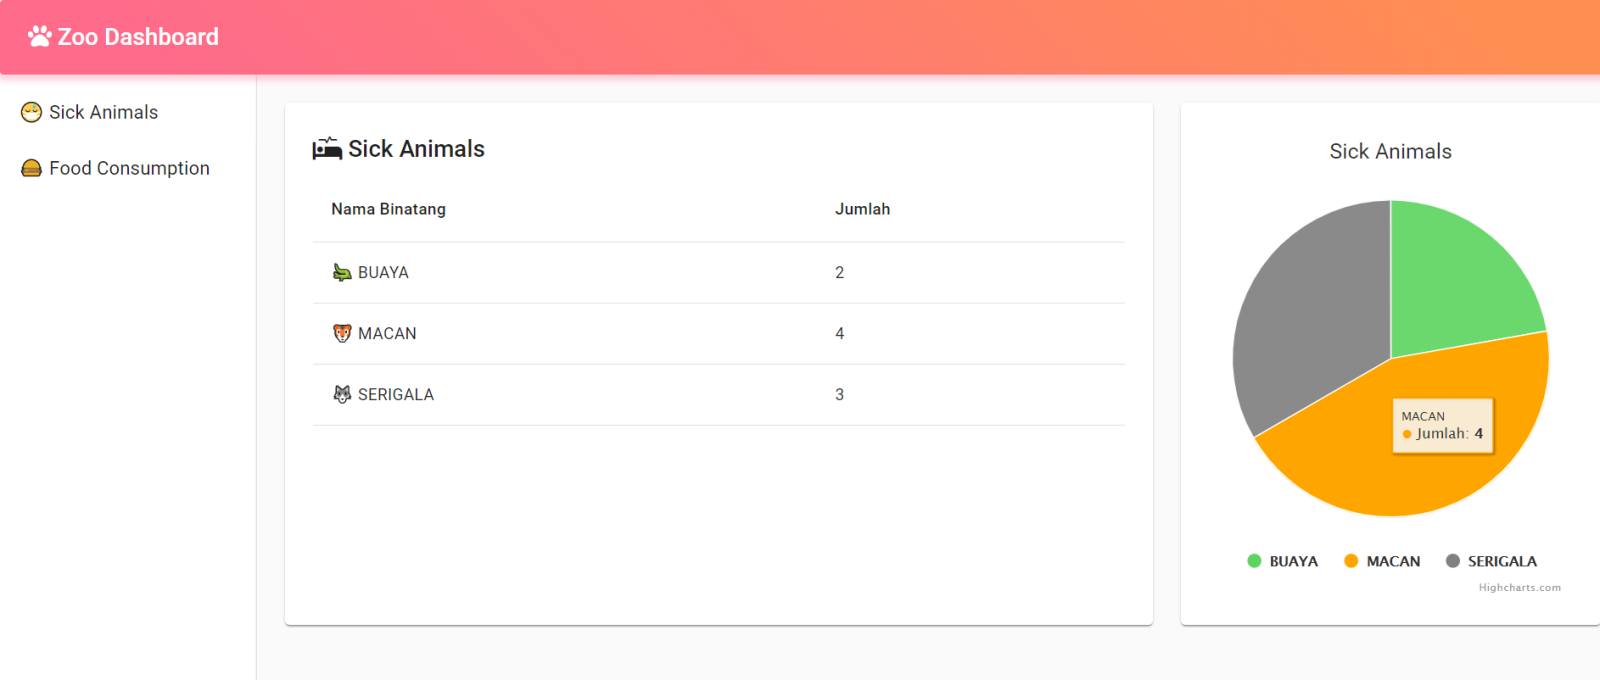 Zoo Dashboard
Sick Animals
Food Consumption
Sick Animals
Nama Binatang Jumlah
BUAYA 2
MACAN 4
SERIGALA 3
Sick Animals
MACAN
Jumlah: 4
BUAYA MACAN SERIGALA
Highcharts.com